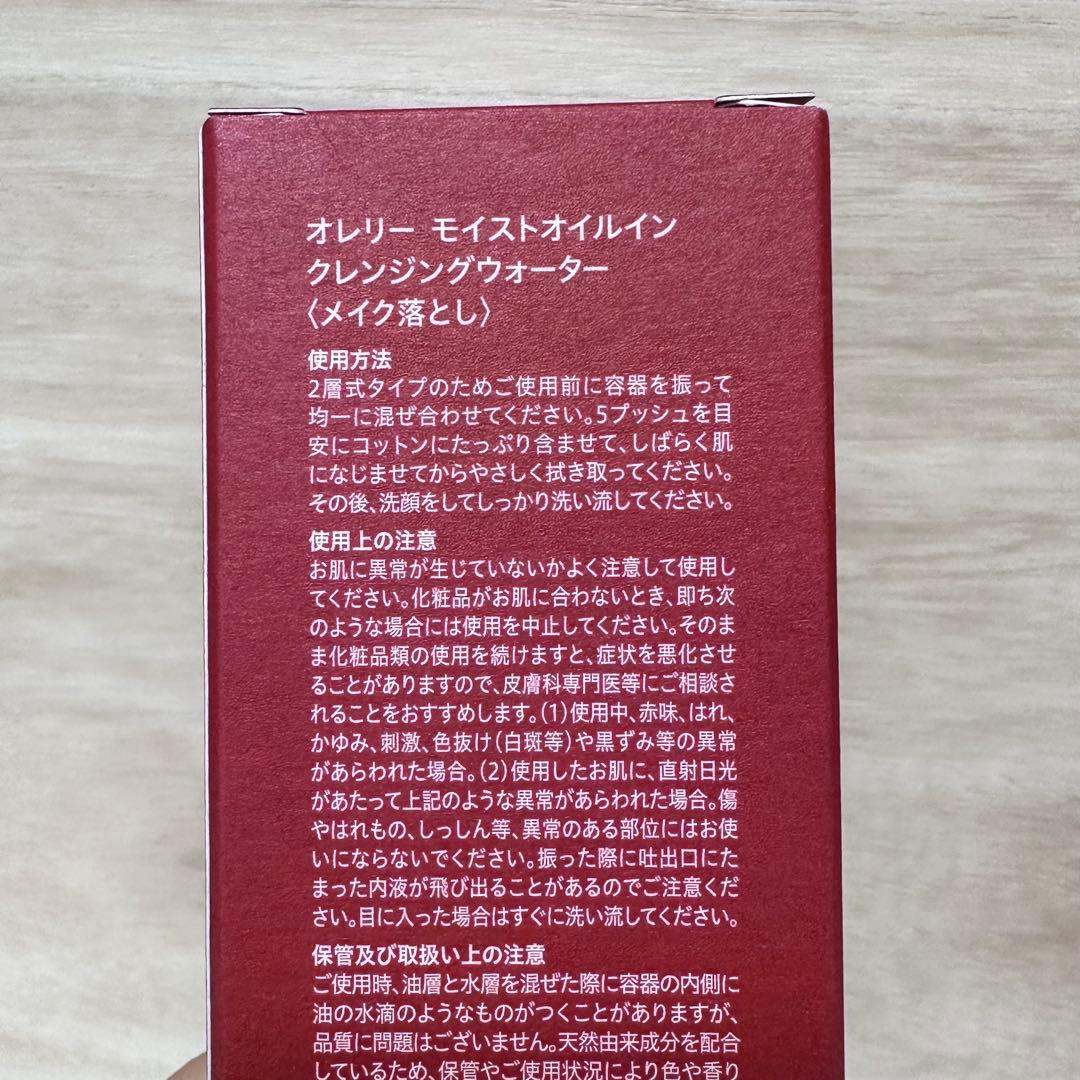 オレリー モイストオイルイン
クレンジングウォーター
〈メイク落とし〉
使用方法
2層式タイプのためご使用前に容器を振って
均一に混ぜ合わせてください。5プッシュを目
安にコットンにたっぷり含ませて、しばらく肌
になじませてからやさしく拭き取ってください。
その後、洗顔をしてしっかり洗い流してください。
使用上の注意
お肌に異常が生じていないかよく注意して使用し
てください。化粧品がお肌に合わないとき、即ち次
のような場合には使用を中止してください。そのま
ま化粧品類の使用を続けますと、症状を悪化させ
ることがありますので、皮膚科専門医等にご相談さ
れることをおすすめします。(1)使用中、赤味、はれ、
かゆみ、刺激、色抜け(白斑等)や黒ずみ等の異常
があらわれた場合。(2)使用したお肌に、直射日光
があたって上記のような異常があらわれた場合。傷
やはれもの、しっしん等、異常のある部位にはお使
いにならないでください。振った際に吐出口にた
まった内液が飛び出ることがあるのでご注意くだ
さい。目に入った場合はすぐに洗い流してください。
保管及び取扱い上の注意
ご使用時、油層と水層を混ぜた際に容器の内側に
油の水滴のようなものがつくことがありますが、
品質に問題はございません。天然由来成分を配合
しているため、保管やご使用状況により色や香り